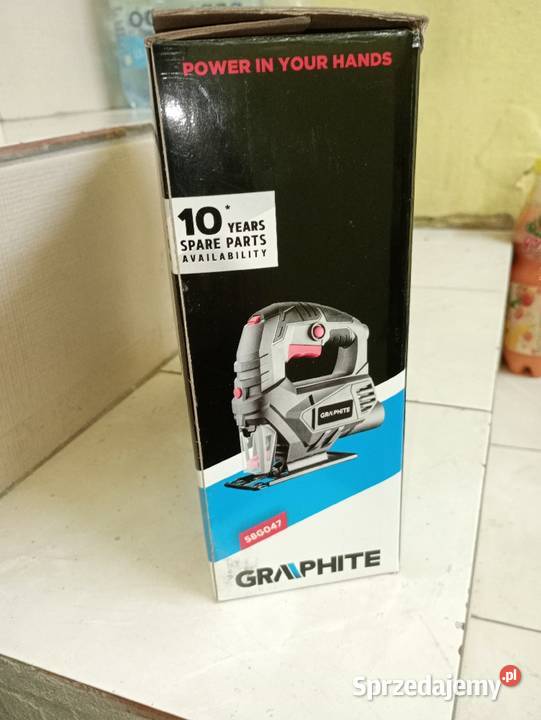 POWER IN YOUR HANDS
10* YEARS
SPARE PARTS
AVAILABILITY
GRAPHITE
58G047
GRAPHITE
Sprzedajemy.pl